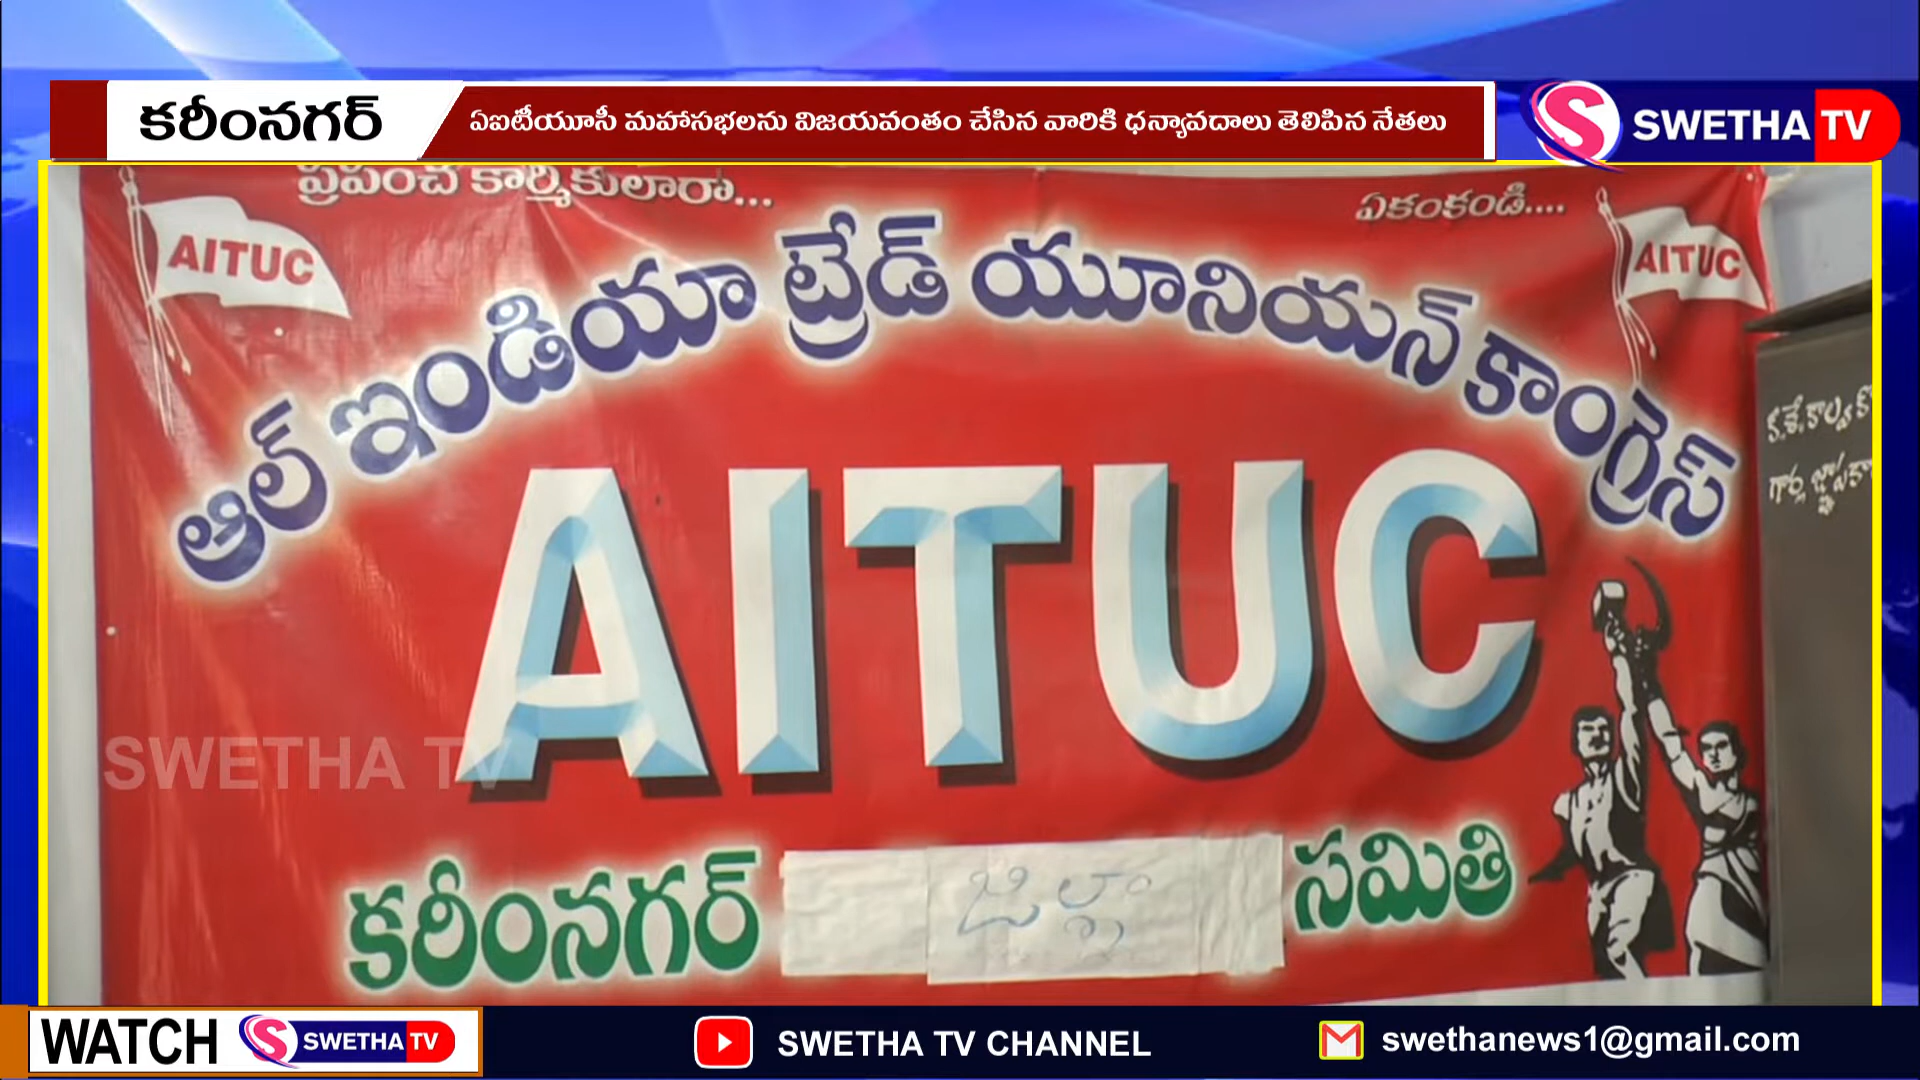 కరీంనగర్
ఏఐటీయూసీ మహాసభలను విజయవంతం చేసిన వారికి ధన్యావదాలు తెలిపిన నేతలు
SWETHA TV
ప్రపంచ కార్మికులారా...
ఏకంకండి....
AITUC
AITUC
ఆల్ ఇండియా ట్రేడ్ యూనియన్ కాంగ్రెస్
AITUC
SWETHA TV
కరీంనగర్ జిల్లా సమితి
WATCH SWETHA TV
SWETHA TV CHANNEL
swethanews1@gmail.com